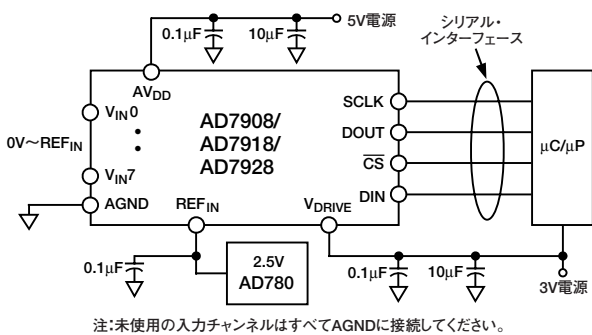 5V電源
0.1µF
10µF
シリアル・
インターフェース
AVDD
VIN0
0V～REFIN
VIN7
AGND
AD7908/
AD7918/
AD7928
SCLK
DOUT
CS
DIN
µC/µP
REFIN
VDRIVE
0.1µF
2.5V
AD780
0.1µF
10µF
3V電源
注:未使用の入力チャンネルはすべてAGNDに接続してください。